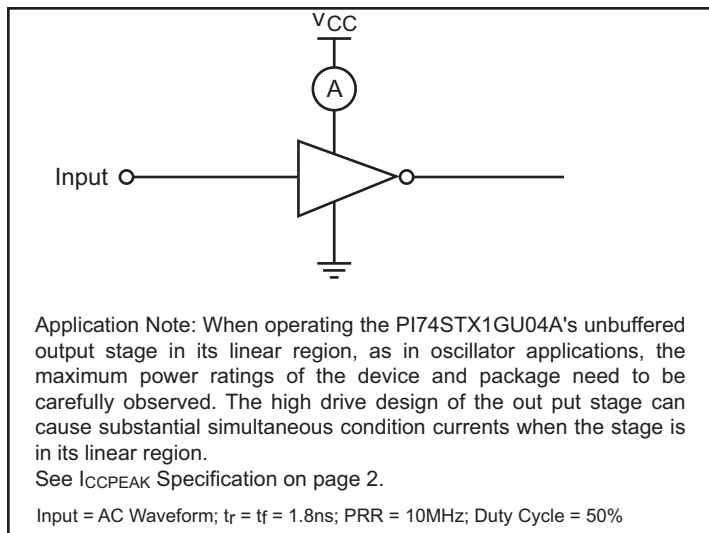 VCC
A
Input
Application Note: When operating the PI74STX1GU04A's unbuffered
output stage in its linear region, as in oscillator applications, the
maximum power ratings of the device and package need to be
carefully observed. The high drive design of the out put stage can
cause substantial simultaneous condition currents when the stage is
in its linear region.
See ICCPEAK Specification on page 2.
Input = AC Waveform; tr = tf = 1.8ns; PRR = 10MHz; Duty Cycle = 50%